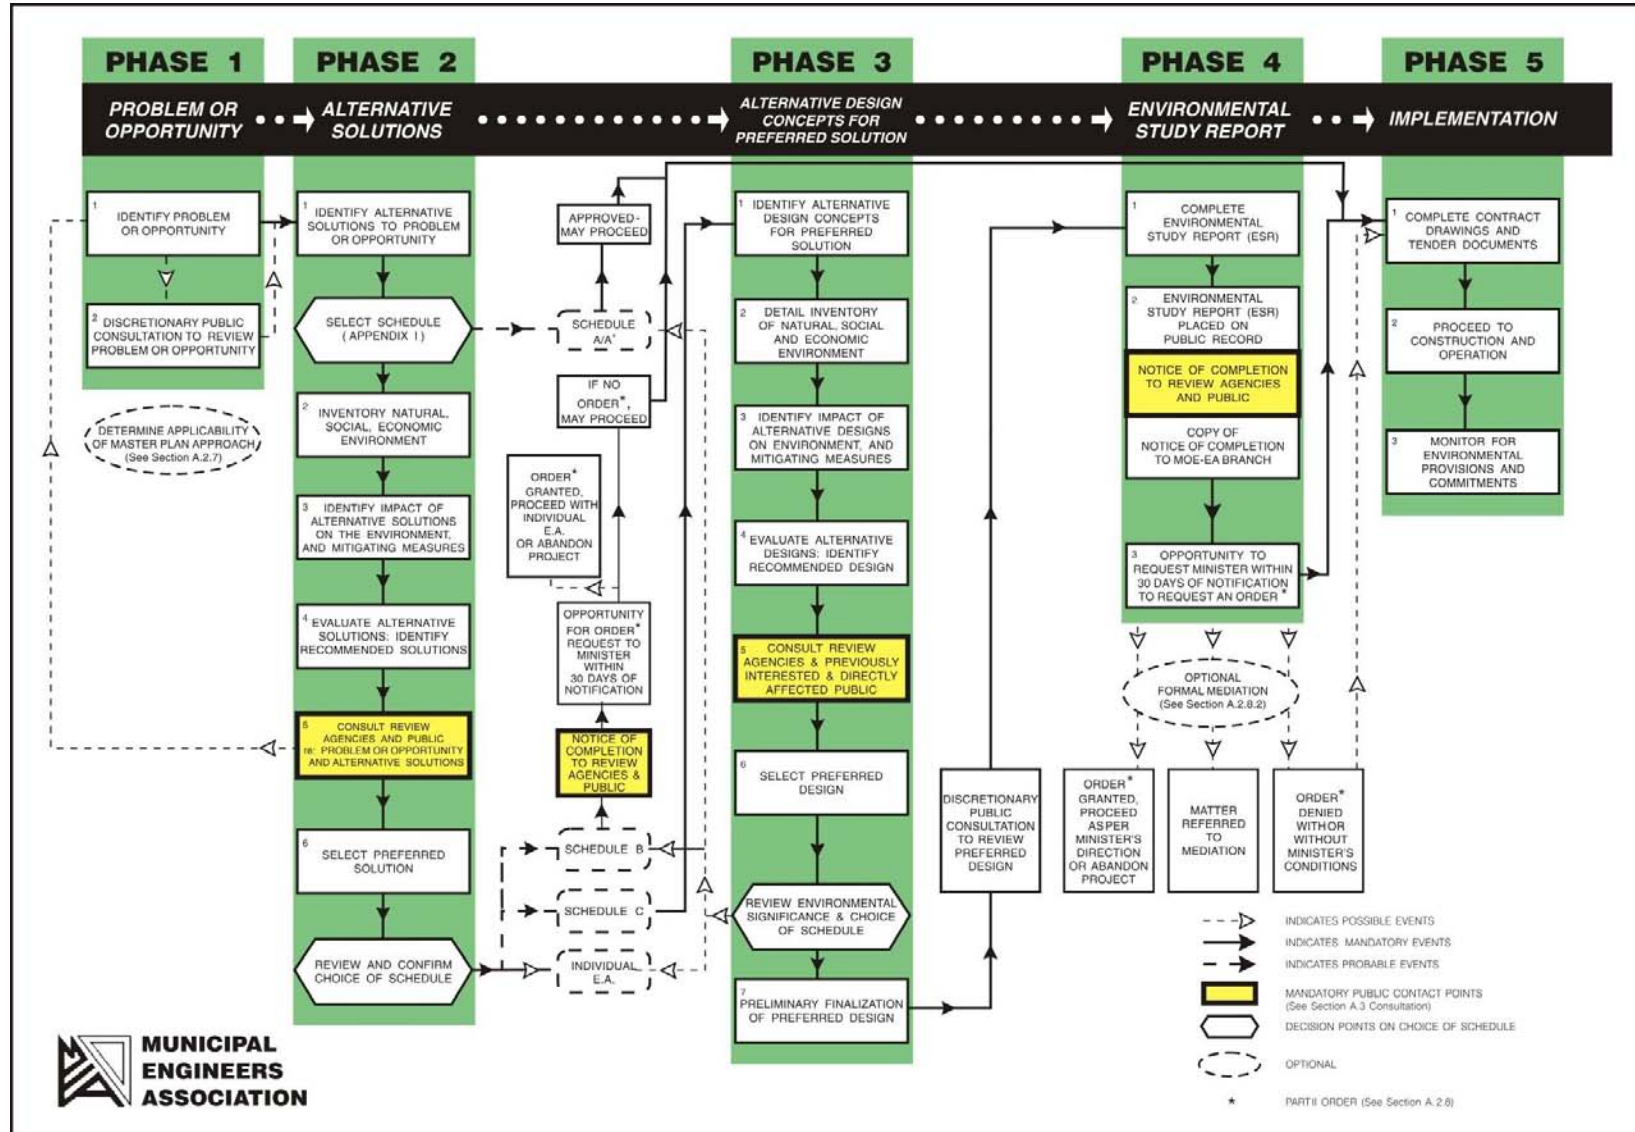 PHASE 1
PHASE 2
PHASE 3
PHASE 4
PHASE 5
PROBLEM OR
OPPORTUNITY
ALTERNATIVE
SOLUTIONS
ALTERNATIVE DESIGN
CONCEPTS FOR
PREFERRED SOLUTION
ENVIRONMENTAL
STUDY REPORT
IMPLEMENTATION
1
IDENTIFY PROBLEM
OR OPPORTUNITY
2
DISCRETIONARY PUBLIC
CONSULTATION TO REVIEW
PROBLEM OR OPPORTUNITY
DETERMINE APPLICABILITY
OF MASTER PLAN APPROACH
(See Section A.2.7)
1
IDENTIFY ALTERNATIVE
SOLUTIONS TO PROBLEM
OR OPPORTUNITY
SELECT SCHEDULE
(APPENDIX I)
2
INVENTORY NATURAL,
SOCIAL, ECONOMIC
ENVIRONMENT
3
IDENTIFY IMPACT OF
ALTERNATIVE SOLUTIONS
ON THE ENVIRONMENT,
AND MITIGATING MEASURES
4
EVALUATE ALTERNATIVE
SOLUTIONS: IDENTIFY
RECOMMENDED SOLUTIONS
5
CONSULT REVIEW
AGENCIES AND PUBLIC
re: PROBLEM OR OPPORTUNITY
AND ALTERNATIVE SOLUTIONS
6
SELECT PREFERRED
SOLUTION
REVIEW AND CONFIRM
CHOICE OF SCHEDULE
APPROVED-
MAY PROCEED
SCHEDULE
A/A+
IF NO
ORDER*,
MAY PROCEED
ORDER*
GRANTED,
PROCEED WITH
INDIVIDUAL
E.A.
OR ABANDON
PROJECT
OPPORTUNITY
FOR ORDER*
REQUEST TO
MINISTER
WITHIN
30 DAYS OF
NOTIFICATION
NOTICE OF
COMPLETION
TO REVIEW
AGENCIES &
PUBLIC
SCHEDULE B
SCHEDULE C
INDIVIDUAL
E.A.
1
IDENTIFY ALTERNATIVE
DESIGN CONCEPTS
FOR PREFERRED
SOLUTION
2
DETAIL INVENTORY
OF NATURAL, SOCIAL
AND ECONOMIC
ENVIRONMENT
3
IDENTIFY IMPACT OF
ALTERNATIVE DESIGNS
ON ENVIRONMENT, AND
MITIGATING MEASURES
4
EVALUATE ALTERNATIVE
DESIGNS: IDENTIFY
RECOMMENDED DESIGN
5
CONSULT REVIEW
AGENCIES & PREVIOUSLY
INTERESTED & DIRECTLY
AFFECTED PUBLIC
6
SELECT PREFERRED
DESIGN
REVIEW ENVIRONMENTAL
SIGNIFICANCE & CHOICE
OF SCHEDULE
7
PRELIMINARY FINALIZATION
OF PREFERRED DESIGN
DISCRETIONARY
PUBLIC
CONSULTATION
TO REVIEW
PREFERRED
DESIGN
1
COMPLETE
ENVIRONMENTAL
STUDY REPORT (ESR)
2
ENVIRONMENTAL
STUDY REPORT (ESR)
PLACED ON
PUBLIC RECORD
NOTICE OF COMPLETION
TO REVIEW AGENCIES
AND PUBLIC
COPY OF
NOTICE OF COMPLETION
TO MOE-EA BRANCH
3
OPPORTUNITY TO
REQUEST MINISTER WITHIN
30 DAYS OF NOTIFICATION
TO REQUEST AN ORDER*
OPTIONAL
FORMAL MEDIATION
(See Section A.2.8.2)
ORDER*
GRANTED,
PROCEED
AS PER
MINISTER'S
DIRECTION
OR ABANDON
PROJECT
MATTER
REFERRED
TO
MEDIATION
ORDER*
DENIED
WITH OR
WITHOUT
MINISTER'S
CONDITIONS
1
COMPLETE CONTRACT
DRAWINGS AND
TENDER DOCUMENTS
2
PROCEED TO
CONSTRUCTION AND
OPERATION
3
MONITOR FOR
ENVIRONMENTAL
PROVISIONS AND
COMMITMENTS
INDICATES POSSIBLE EVENTS
INDICATES MANDATORY EVENTS
INDICATES PROBABLE EVENTS
MANDATORY PUBLIC CONTACT POINTS
(See Section A.3 Consultation)
DECISION POINTS ON CHOICE OF SCHEDULE
OPTIONAL
* PART II ORDER (See Section A.2.8)
MUNICIPAL
ENGINEERS
ASSOCIATION